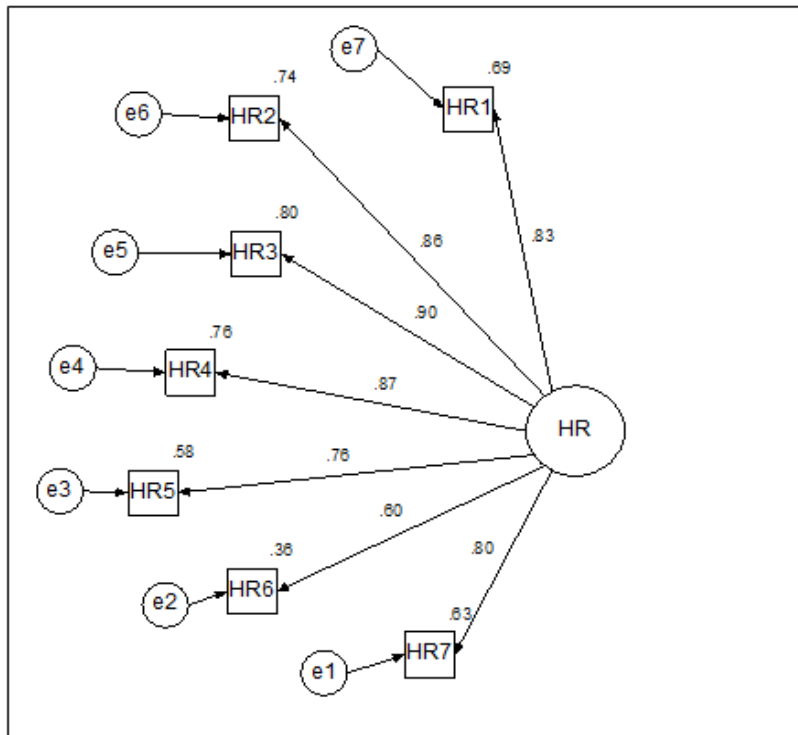 e7
.69
HR1
.74
e6
HR2
.80
.86
.83
e5
HR3
.90
.76
e4
HR4
.87
HR
.58
.76
e3
HR5
.60
.80
.36
e2
HR6
.63
e1
HR7